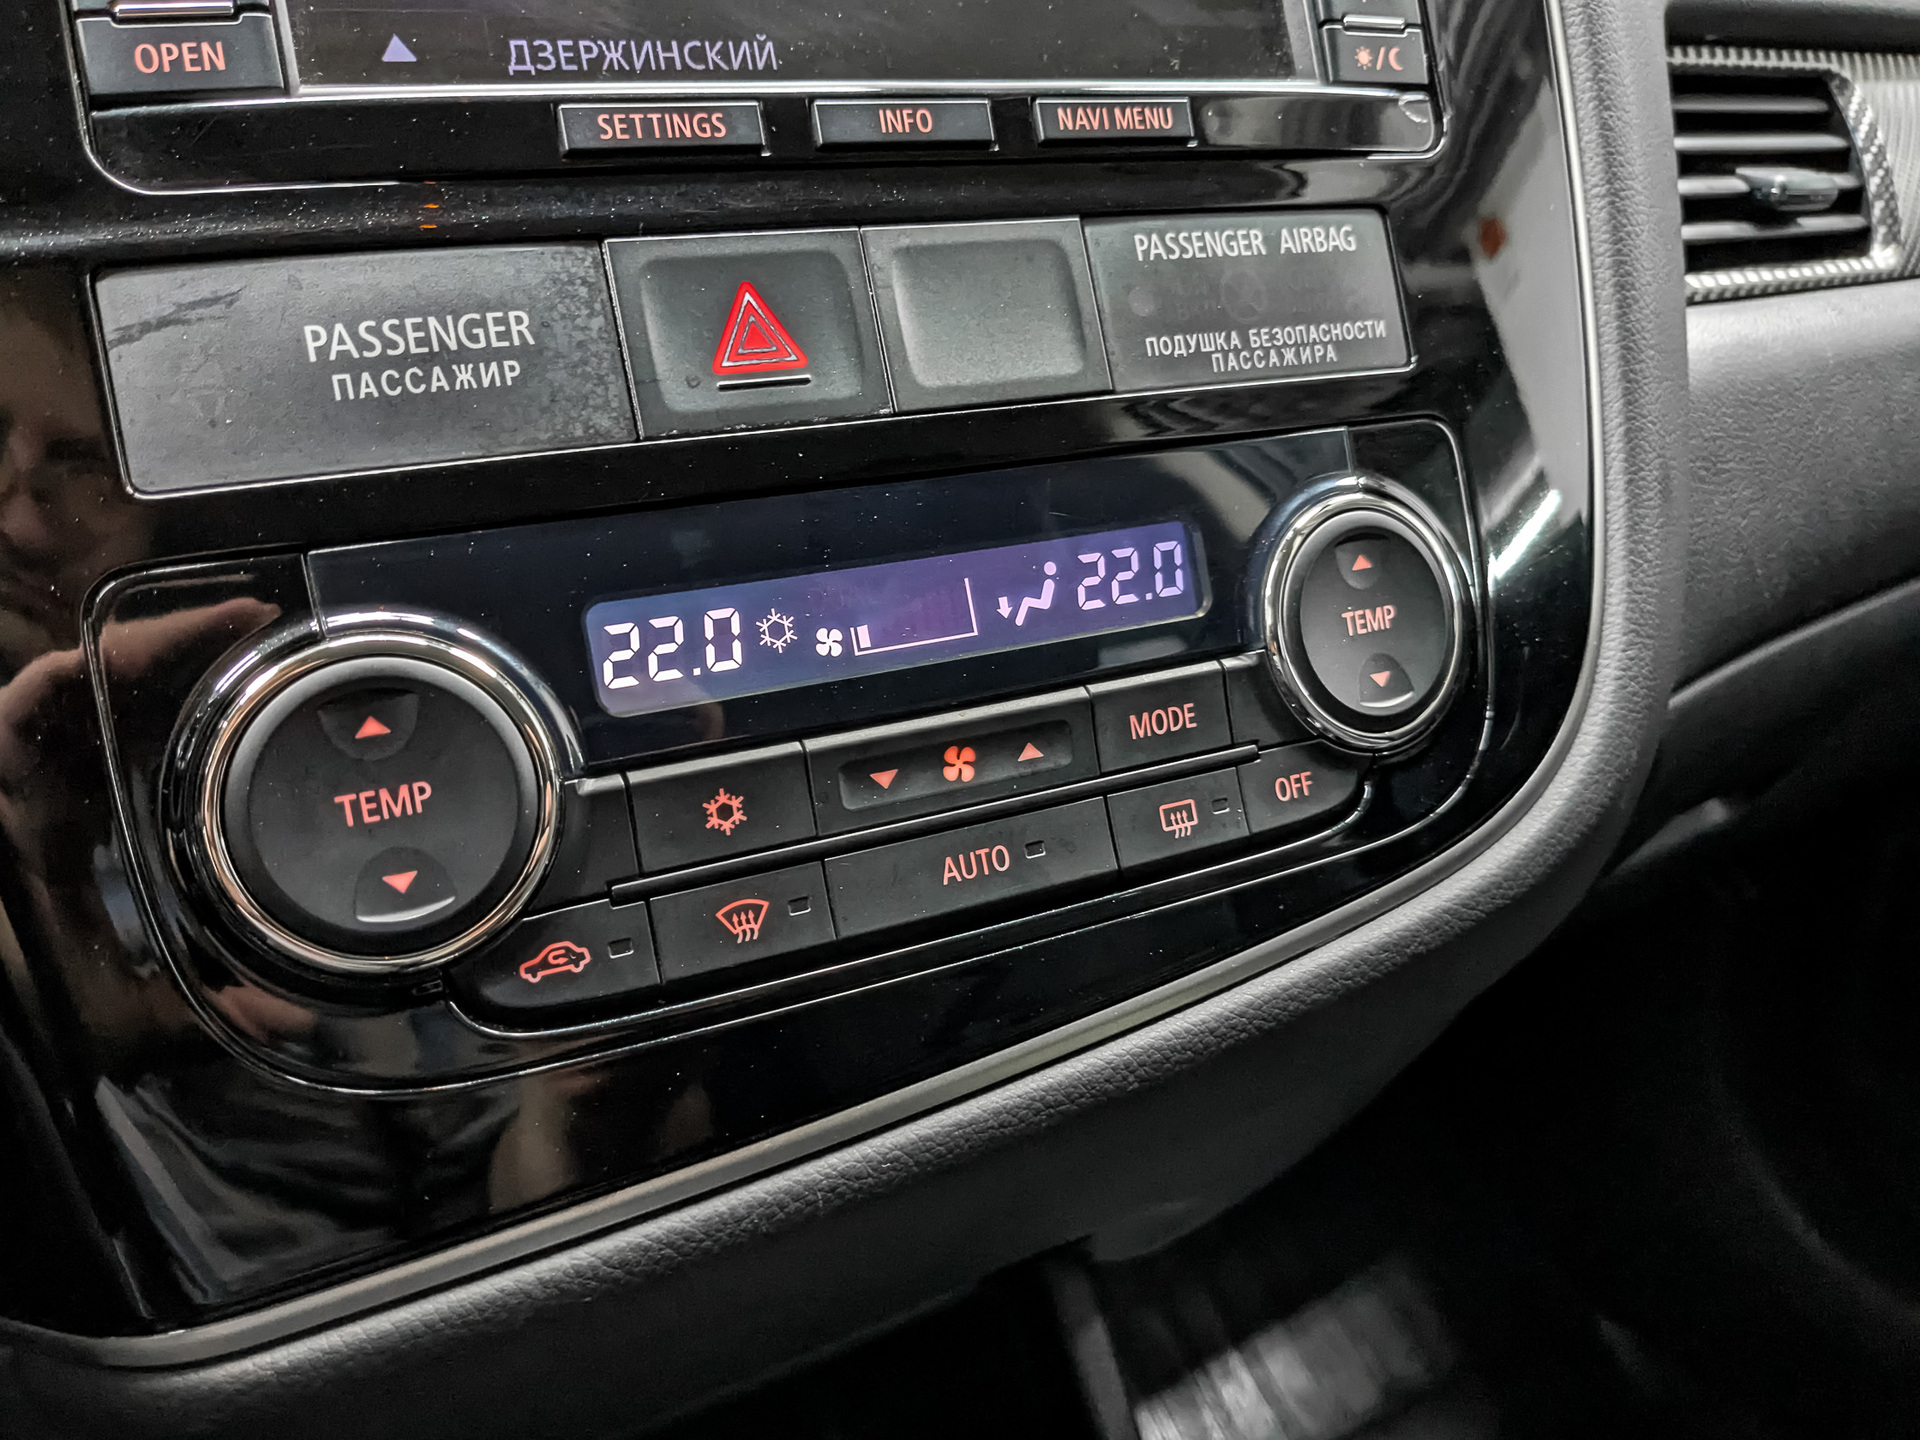 OPEN
ДЗЕРЖИНСКИЙ
SETTINGS
INFO
NAVI MENU
PASSENGER
ПАССАЖИР
PASSENGER AIRBAG
ПОДУШКА БЕЗОПАСНОСТИ
ПАССАЖИРА
22.0
22.0
TEMP
TEMP
MODE
AUTO
OFF